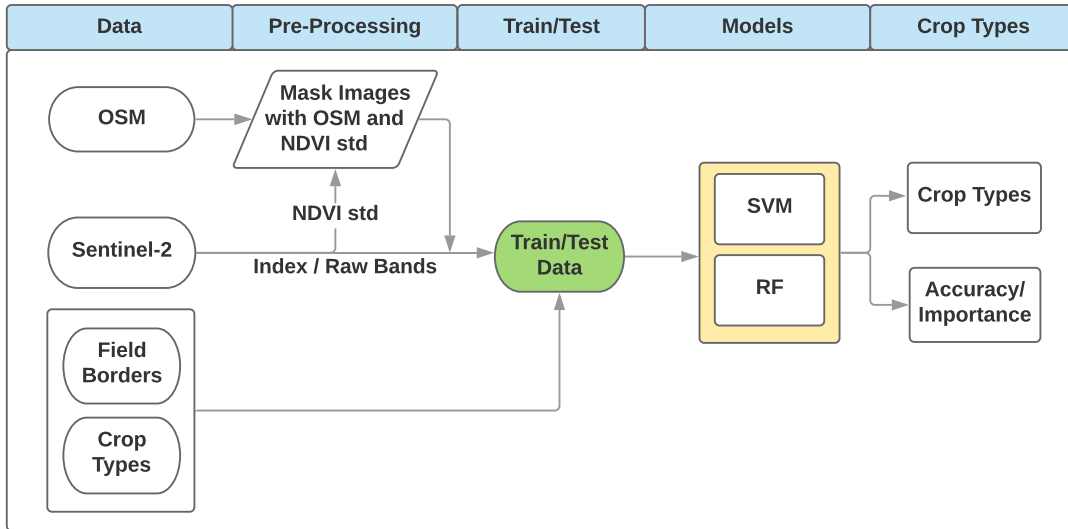 Data
Pre-Processing
Train/Test
Models
Crop Types
OSM
Mask Images
with OSM and
NDVI std
NDVI std
Sentinel-2
Index / Raw Bands
Field
Borders
Crop
Types
Train/Test
Data
SVM
RF
Crop Types
Accuracy/
Importance